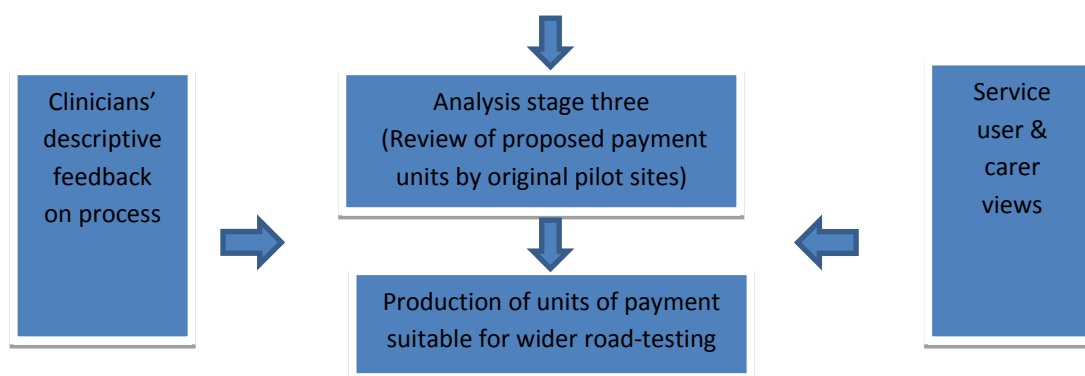 Clinicians’
descriptive
feedback
on process
Analysis stage three
(Review of proposed payment
units by original pilot sites)
Service
user &
carer
views
Production of units of payment
suitable for wider road-testing